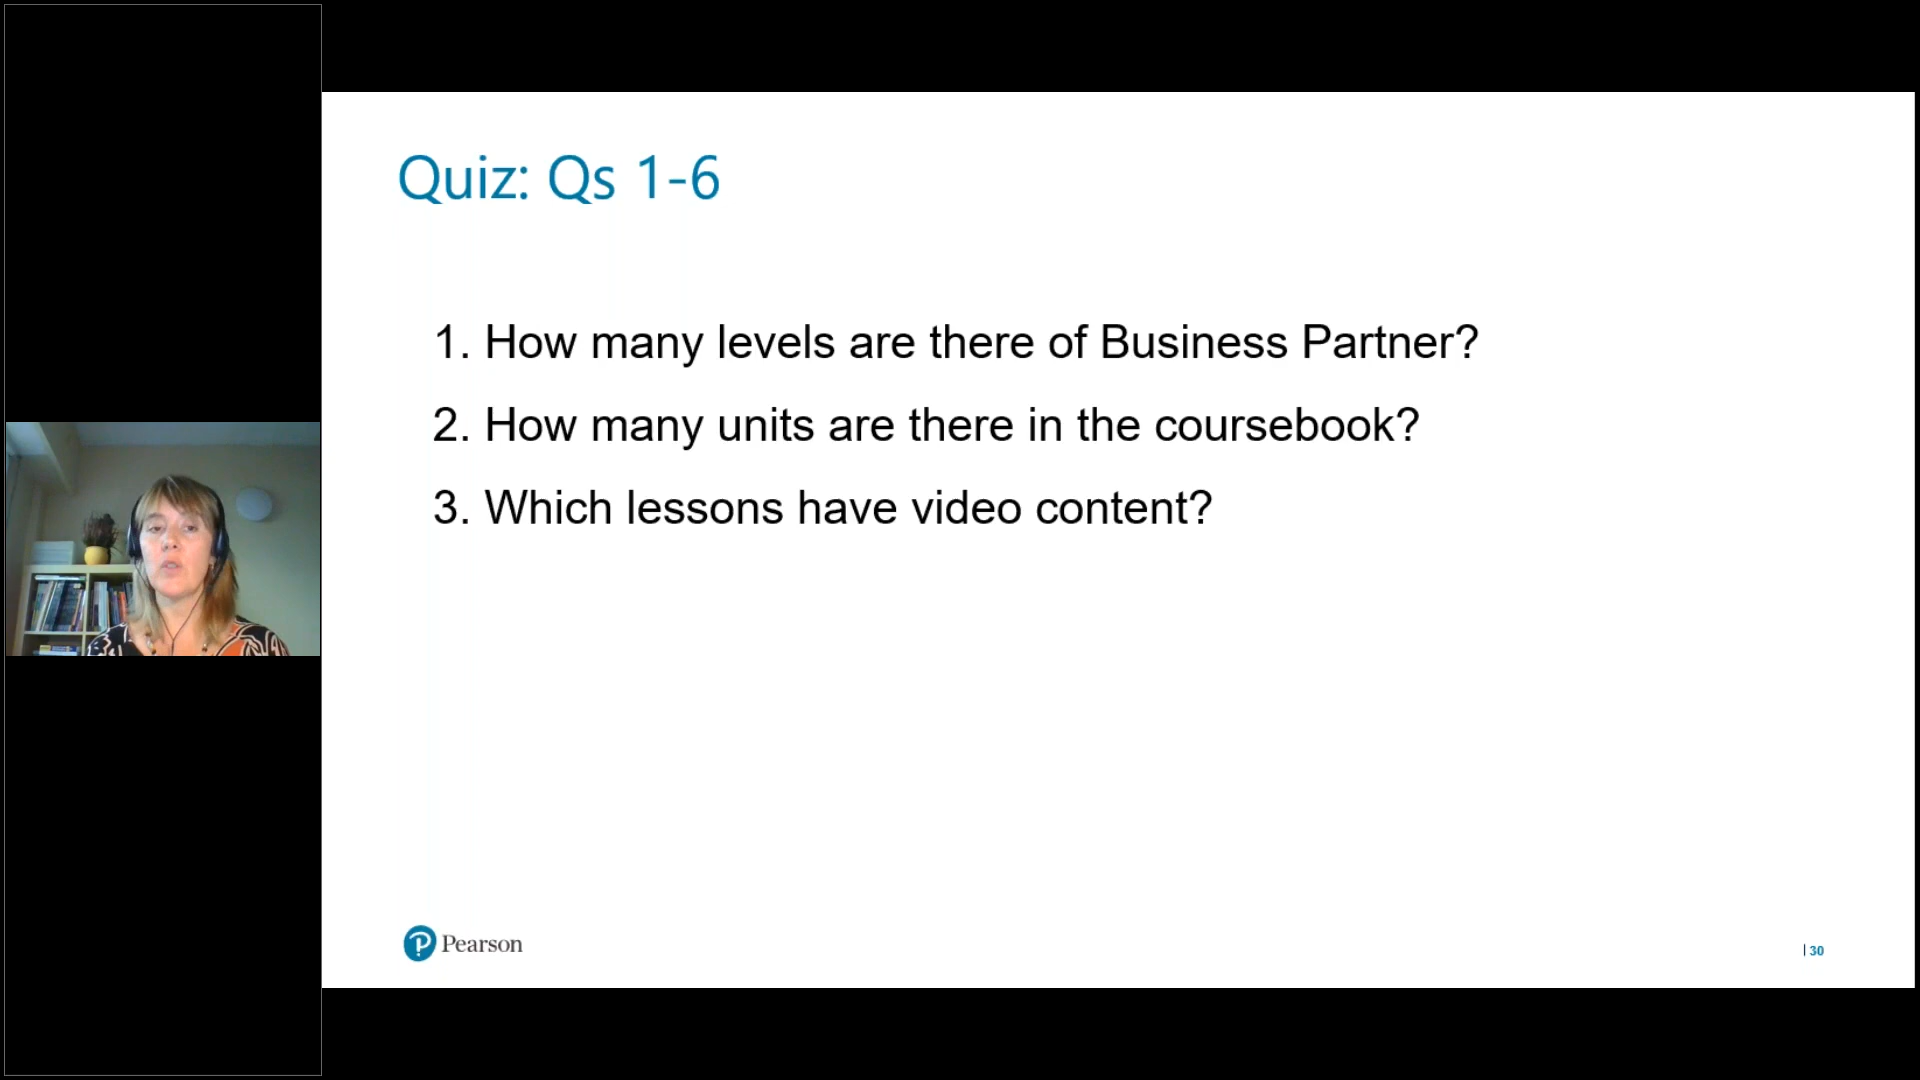 Quiz: Qs 1-6
1. How many levels are there of Business Partner?
2. How many units are there in the coursebook?
3. Which lessons have video content?
Pearson
| 30